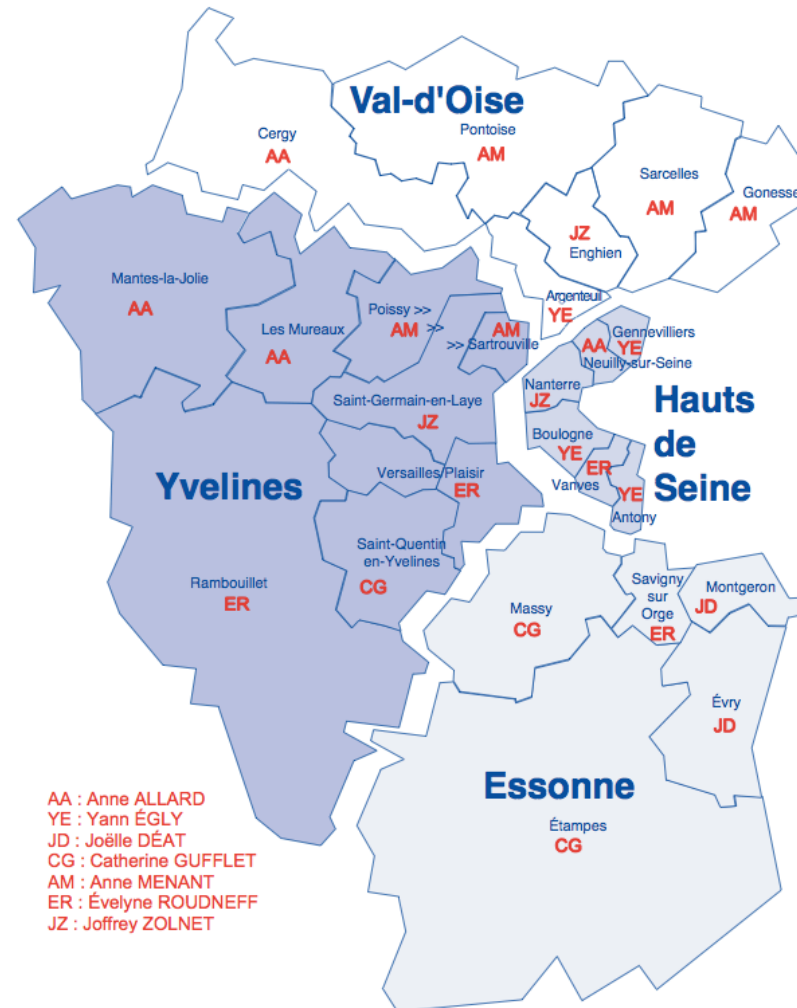 Val-d'Oise
Cergy
AA
Pontoise
AM
Sarcelles
AM
Gonesse
AM
JZ
Enghien
Argenteuil
YE
Mantes-la-Jolie
AA
Les Mureaux
AA
Poissy >>
AM >>
AM
>> Sartrouville
Saint-Germain-en-Laye
JZ
Yvelines
Versailles/Plaisir
ER
Saint-Quentin
en-Yvelines
CG
Rambouillet
ER
Gennevilliers
AA YE
Neuilly-sur-Seine
Nanterre
JZ
Boulogne
YE
ER
Vanves
YE
Antony
Hauts
de
Seine
Massy
CG
Savigny
sur
Orge
ER
Montgeron
JD
Évry
JD
Essonne
Étampes
CG
AA : Anne ALLARD
YE : Yann ÉGLY
JD : Joëlle DÉAT
CG : Catherine GUFFLET
AM : Anne MENANT
ER : Évelyne ROUDNEFF
JZ : Joffrey ZOLNET